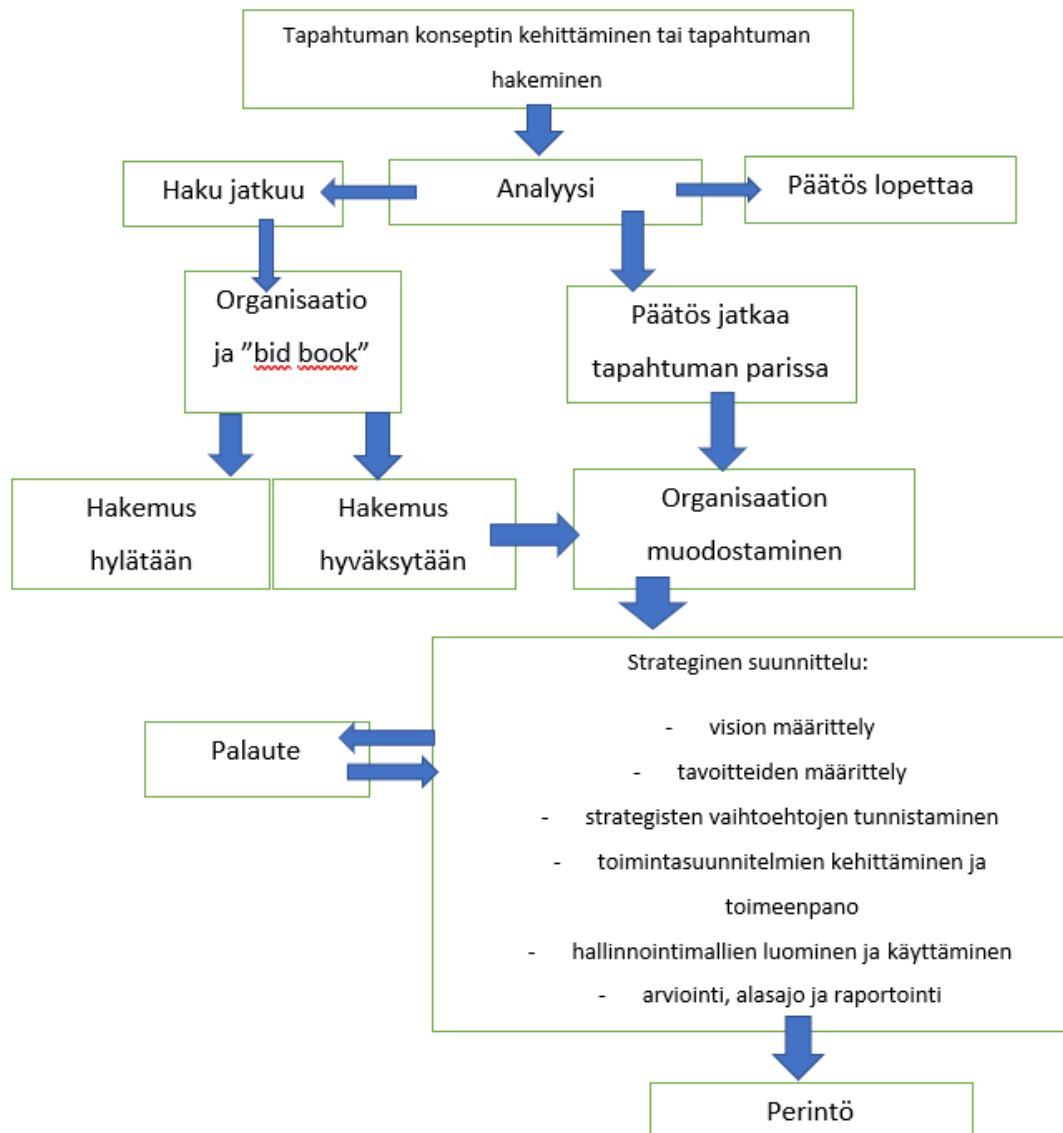 Tapahtuman konseptin kehittäminen tai tapahtuman
hakeminen
Haku jatkuu
Analyysi
Päätös lopettaa
Organisaatio
ja ”bid book”
Päätös jatkaa
tapahtuman parissa
Hakemus
hylätään
Hakemus
hyväksytään
Organisaation
muodostaminen
Strateginen suunnittelu:
- vision määrittely
- tavoitteiden määrittely
- strategisten vaihtoehtojen tunnistaminen
- toimintasuunnitelmien kehittäminen ja
toimeenpano
- hallinnointimallien luominen ja käyttäminen
- arviointi, alasajo ja raportointi
Palaute
Perintö